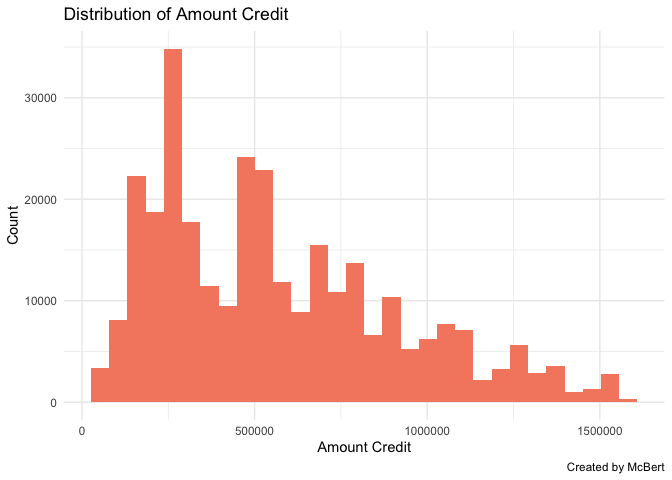 Distribution of Amount Credit
30000
20000
10000
0
Count
0 500000 1000000 1500000
Amount Credit
Created by McBert